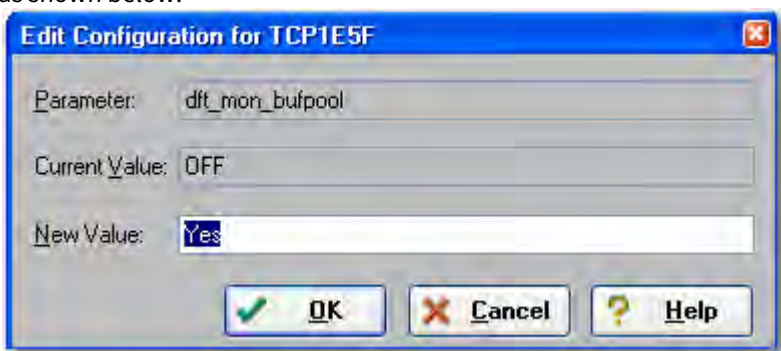 as shown below.
Edit Configuration for TCP1E5F
Parameter: dft_mon_bufpool
Current Value: OFF
New Value: Yes
OK Cancel Help